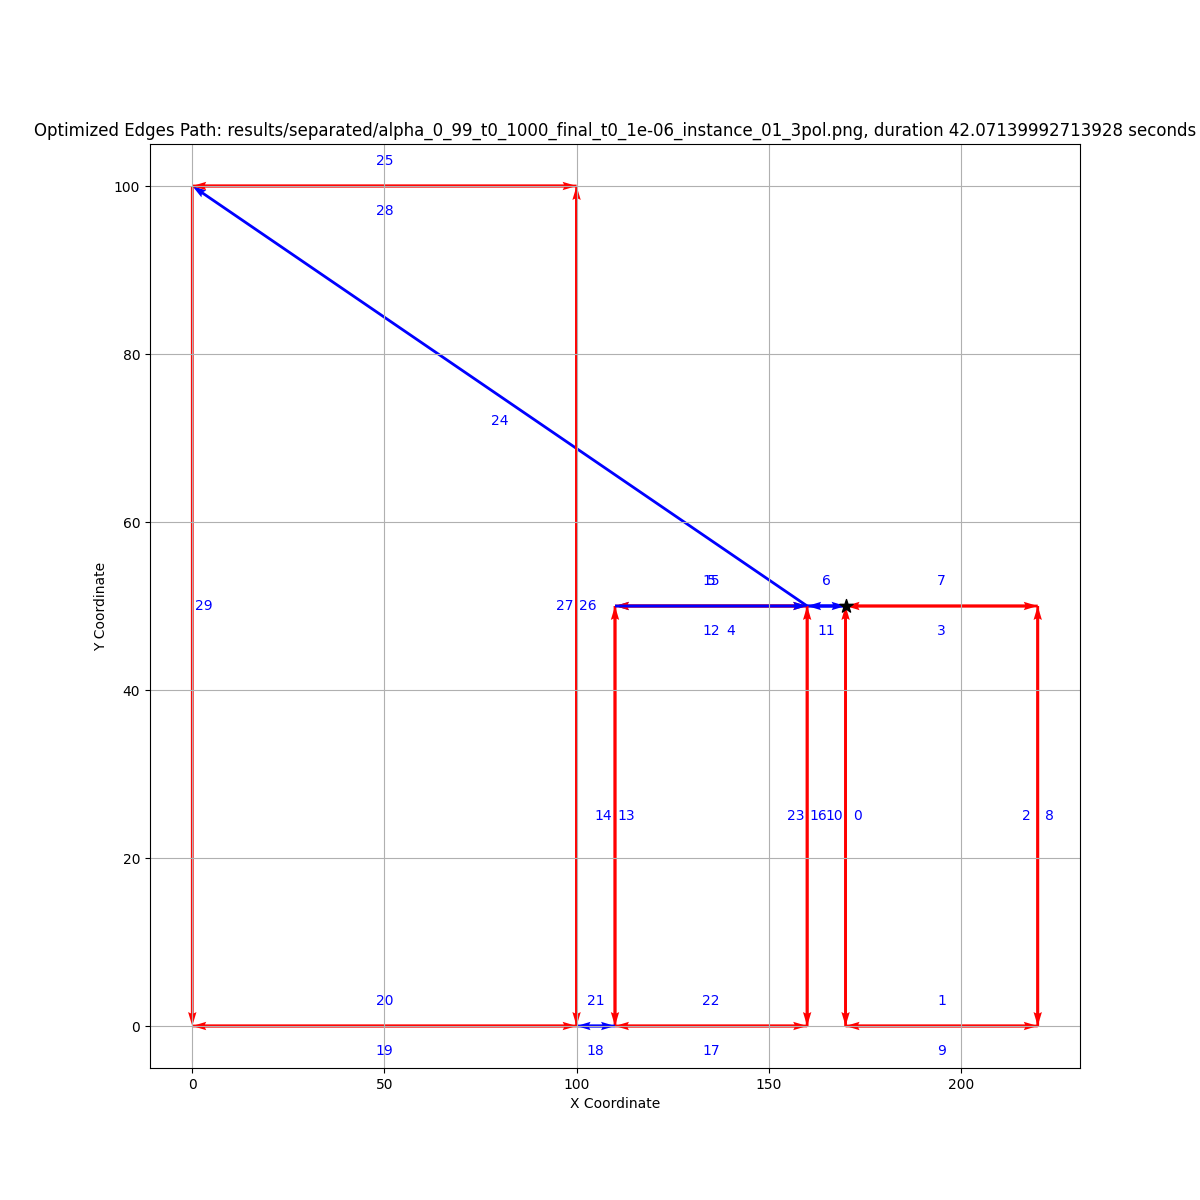 Optimized Edges Path: results/separated/alpha_0_99_t0_1000_final_t0_1e-06_instance_01_3pol.png, duration 42.07139992713928 seconds
25
100
28
80
24
60
15 5 6 7
29 27 26
12 4 11 3
Y Coordinate
40
14 13 23 16 10 0 2 8
20
20 21 22 1
0
19 18 17 9
0 50 100 150 200
X Coordinate